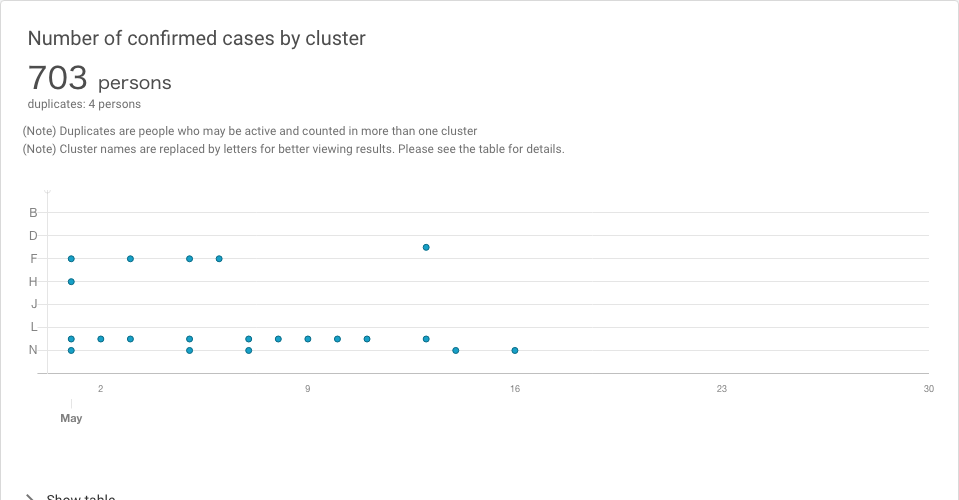 Number of confirmed cases by cluster
703 persons
duplicates: 4 persons
(Note) Duplicates are people who may be active and counted in more than one cluster
(Note) Cluster names are replaced by letters for better viewing results. Please see the table for details.
B
D
F
H
J
L
N
2 9 16 23 30
May
Show table